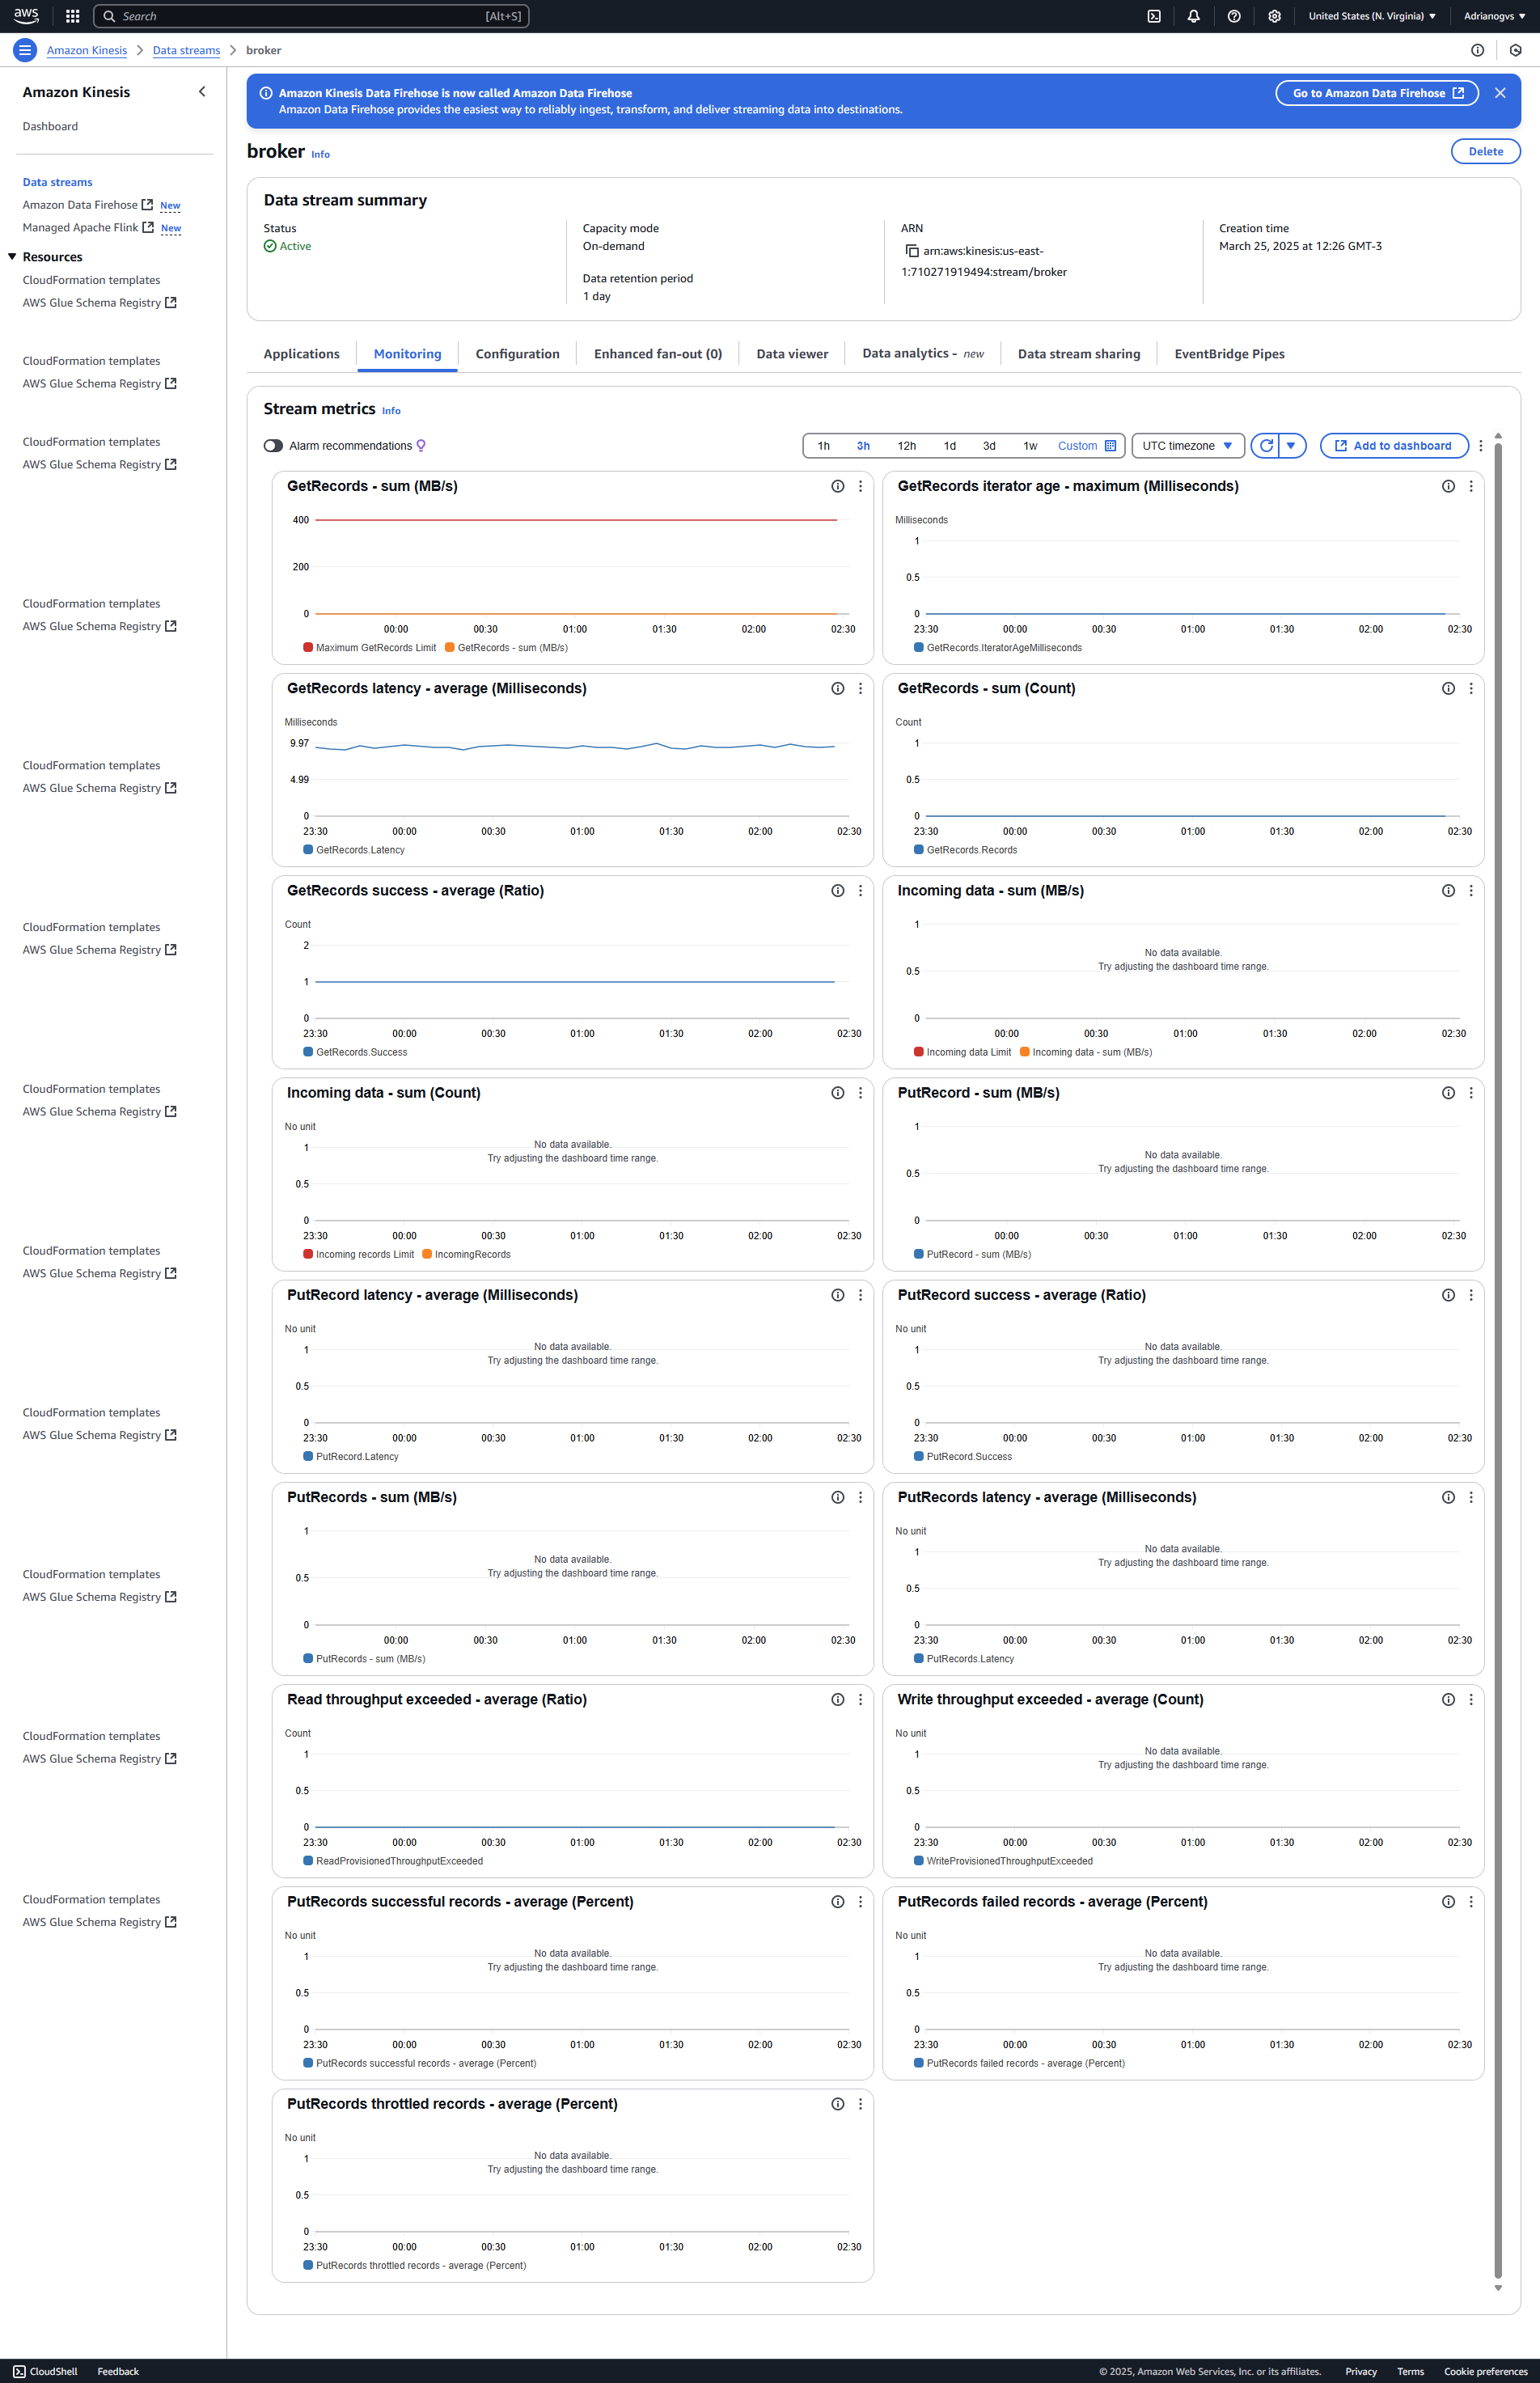 aws
Search
[Alt+S]
United States (N. Virginia)
Adrianogvs
Amazon Kinesis
Data streams
broker
Amazon Kinesis
Dashboard
Data streams
Amazon Data Firehose New
Managed Apache Flink New
Resources
CloudFormation templates
AWS Glue Schema Registry
CloudFormation templates
AWS Glue Schema Registry
CloudFormation templates
AWS Glue Schema Registry
CloudFormation templates
AWS Glue Schema Registry
CloudFormation templates
AWS Glue Schema Registry
CloudFormation templates
AWS Glue Schema Registry
CloudFormation templates
AWS Glue Schema Registry
CloudFormation templates
AWS Glue Schema Registry
CloudFormation templates
AWS Glue Schema Registry
CloudFormation templates
AWS Glue Schema Registry
CloudFormation templates
AWS Glue Schema Registry
CloudFormation templates
AWS Glue Schema Registry
Amazon Kinesis Data Firehose is now called Amazon Data Firehose
Amazon Data Firehose provides the easiest way to reliably ingest, transform, and deliver streaming data into destinations.
Go to Amazon Data Firehose
broker Info
Delete
Data stream summary
Status
Active
Capacity mode
On-demand
Data retention period
1 day
ARN
arn:aws:kinesis:us-east-
1:710271919494:stream/broker
Creation time
March 25, 2025 at 12:26 GMT-3
Applications Monitoring Configuration Enhanced fan-out (0) Data viewer Data analytics - new Data stream sharing EventBridge Pipes
Stream metrics Info
Alarm recommendations
1h 3h 12h 1d 3d 1w Custom
UTC timezone
Add to dashboard
GetRecords - sum (MB/s)
400
200
0
00:00 00:30 01:00 01:30 02:00 02:30
Maximum GetRecords Limit GetRecords - sum (MB/s)
GetRecords iterator age - maximum (Milliseconds)
Milliseconds
1
0.5
0
23:30 00:00 00:30 01:00 01:30 02:00 02:30
GetRecords.IteratorAgeMilliseconds
GetRecords latency - average (Milliseconds)
Milliseconds
9.97
4.99
0
23:30 00:00 00:30 01:00 01:30 02:00 02:30
GetRecords.Latency
GetRecords - sum (Count)
Count
1
0.5
0
23:30 00:00 00:30 01:00 01:30 02:00 02:30
GetRecords.Records
GetRecords success - average (Ratio)
Count
2
1
0
23:30 00:00 00:30 01:00 01:30 02:00 02:30
GetRecords.Success
Incoming data - sum (MB/s)
1
No data available.
Try adjusting the dashboard time range.
0.5
0
00:00 00:30 01:00 01:30 02:00 02:30
Incoming data Limit Incoming data - sum (MB/s)
Incoming data - sum (Count)
No unit
No data available.
1
Try adjusting the dashboard time range.
0.5
0
23:30 00:00 00:30 01:00 01:30 02:00 02:30
Incoming records Limit IncomingRecords
PutRecord - sum (MB/s)
1
No data available.
Try adjusting the dashboard time range.
0.5
0
00:00 00:30 01:00 01:30 02:00 02:30
PutRecord - sum (MB/s)
PutRecord latency - average (Milliseconds)
No unit
No data available.
1
Try adjusting the dashboard time range.
0.5
0
23:30 00:00 00:30 01:00 01:30 02:00 02:30
PutRecord.Latency
PutRecord success - average (Ratio)
No unit
No data available.
1
Try adjusting the dashboard time range.
0.5
0
23:30 00:00 00:30 01:00 01:30 02:00 02:30
PutRecord.Success
PutRecords - sum (MB/s)
1
No data available.
Try adjusting the dashboard time range.
0.5
0
00:00 00:30 01:00 01:30 02:00 02:30
PutRecords - sum (MB/s)
PutRecords latency - average (Milliseconds)
No unit
No data available.
1
Try adjusting the dashboard time range.
0.5
0
23:30 00:00 00:30 01:00 01:30 02:00 02:30
PutRecords.Latency
Read throughput exceeded - average (Ratio)
Count
1
0.5
0
23:30 00:00 00:30 01:00 01:30 02:00 02:30
ReadProvisionedThroughputExceeded
Write throughput exceeded - average (Count)
No unit
No data available.
1
Try adjusting the dashboard time range.
0.5
0
23:30 00:00 00:30 01:00 01:30 02:00 02:30
WriteProvisionedThroughputExceeded
PutRecords successful records - average (Percent)
No unit
No data available.
1
Try adjusting the dashboard time range.
0.5
0
23:30 00:00 00:30 01:00 01:30 02:00 02:30
PutRecords successful records - average (Percent)
PutRecords failed records - average (Percent)
No unit
No data available.
1
Try adjusting the dashboard time range.
0.5
0
23:30 00:00 00:30 01:00 01:30 02:00 02:30
PutRecords failed records - average (Percent)
PutRecords throttled records - average (Percent)
No unit
No data available.
1
Try adjusting the dashboard time range.
0.5
0
23:30 00:00 00:30 01:00 01:30 02:00 02:30
PutRecords throttled records - average (Percent)
CloudShell Feedback
© 2025, Amazon Web Services, Inc. or its affiliates. Privacy Terms Cookie preferences